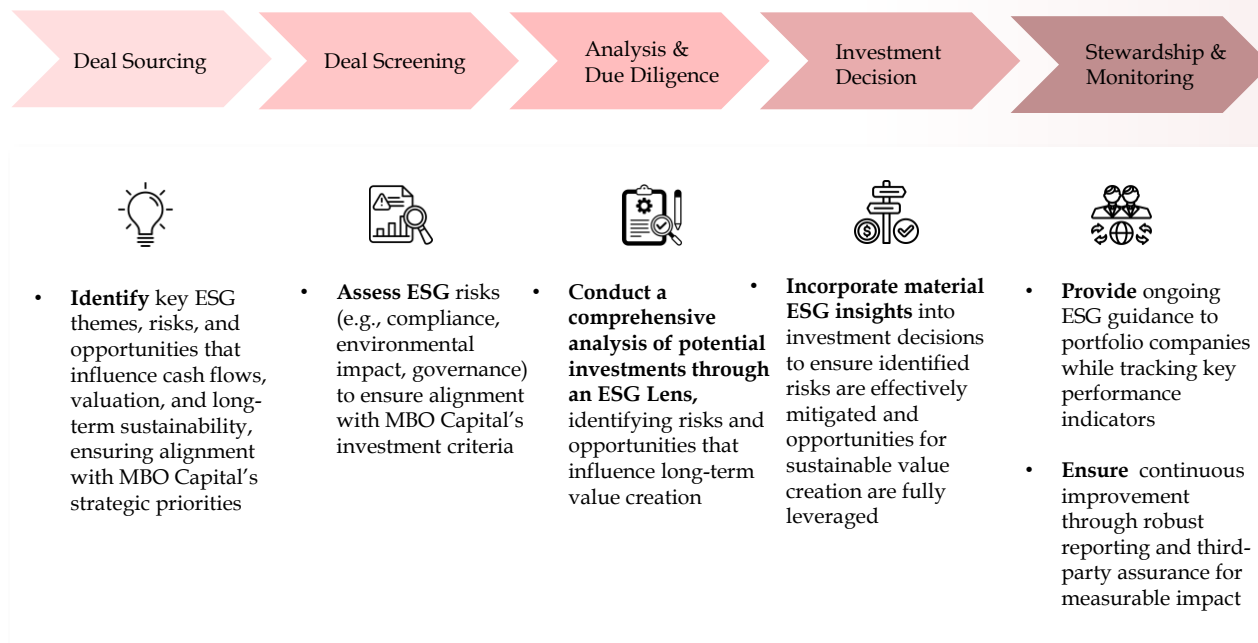 Deal Sourcing
Deal Screening
Analysis &
Due Diligence
Investment
Decision
Stewardship &
Monitoring
• Identify key ESG
themes, risks, and
opportunities that
influence cash flows,
valuation, and long-
term sustainability,
ensuring alignment
with MBO Capital’s
strategic priorities
• Assess ESG risks
(e.g., compliance,
environmental
impact, governance)
to ensure alignment
with MBO Capital’s
investment criteria
• Conduct a
comprehensive
analysis of potential
investments through
an ESG Lens,
identifying risks and
opportunities that
influence long-term
value creation
• Incorporate material
ESG insights into
investment decisions
to ensure identified
risks are effectively
mitigated and
opportunities for
sustainable value
creation are fully
leveraged
• Provide ongoing
ESG guidance to
portfolio companies
while tracking key
performance
indicators
• Ensure continuous
improvement
through robust
reporting and third-
party assurance for
measurable impact